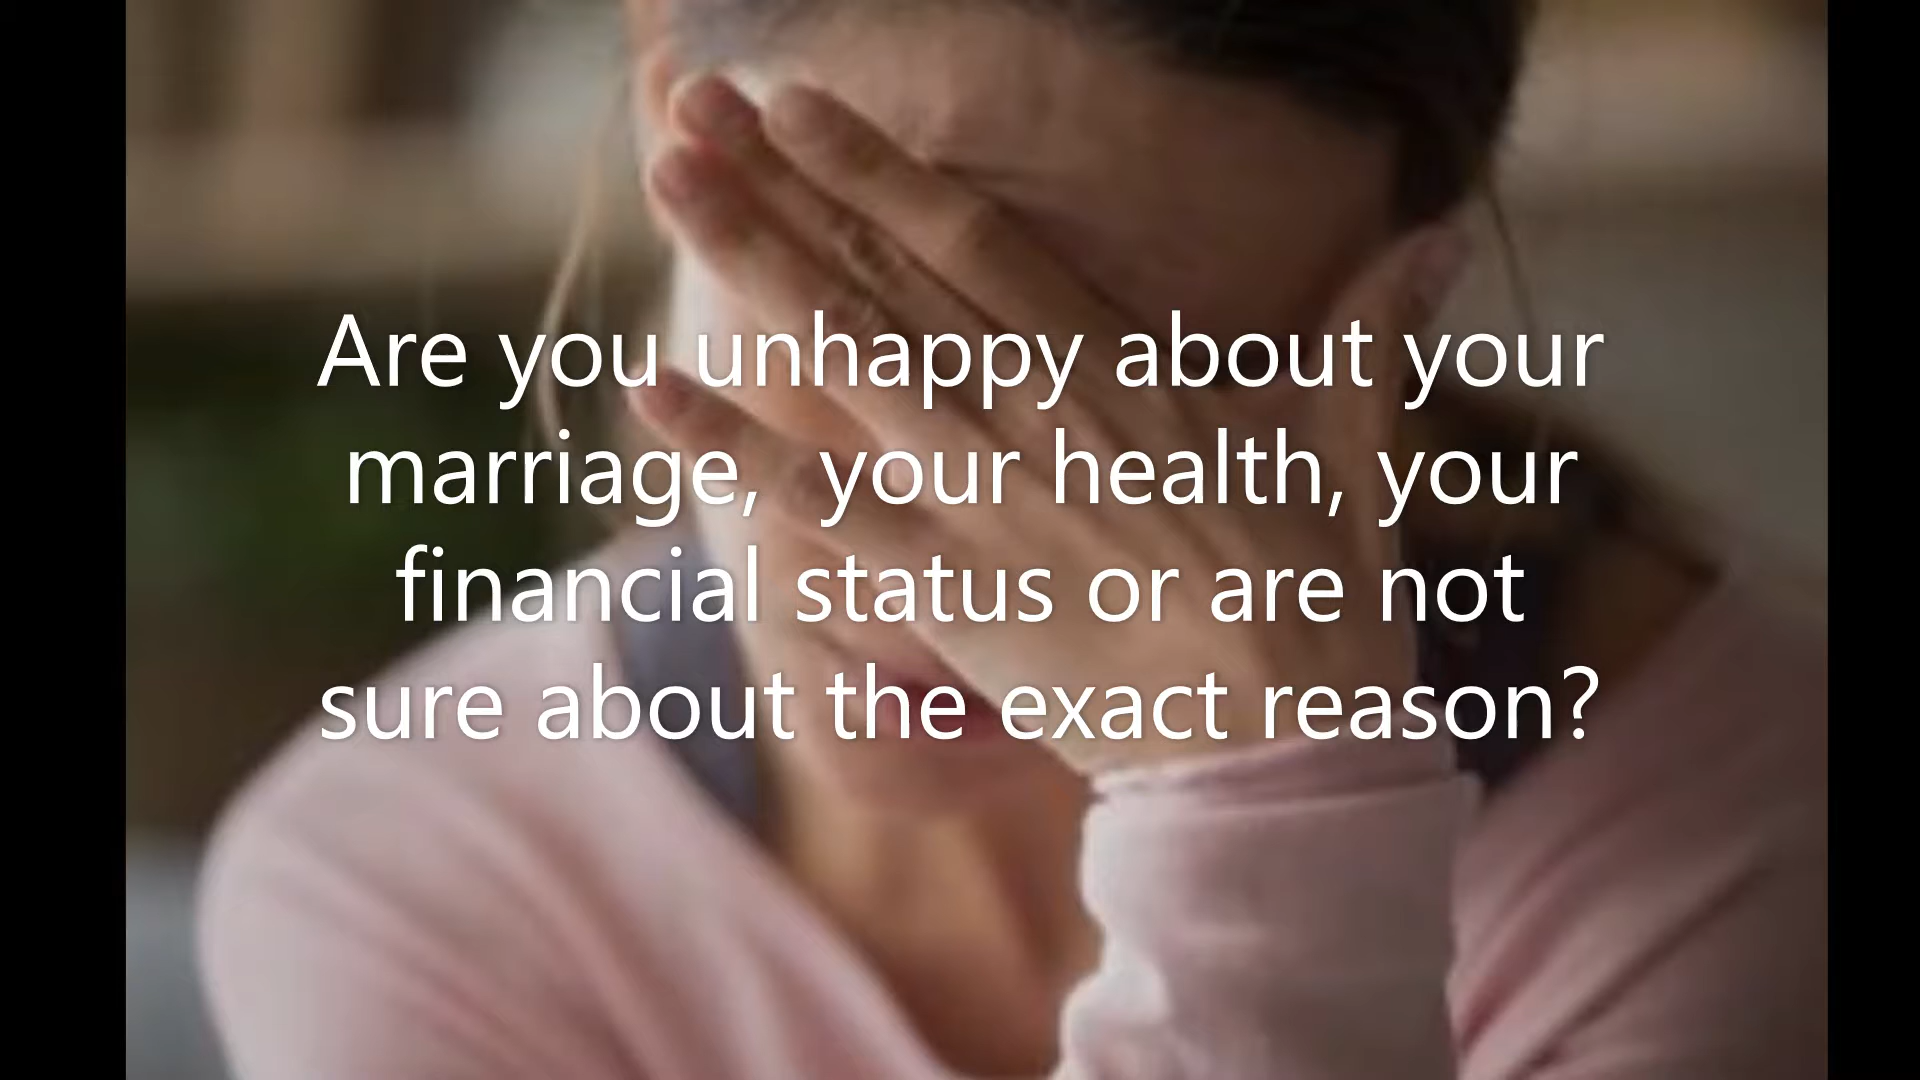 Are you unhappy about your
marriage,  your health, your
financial status or are not
sure about the exact reason?